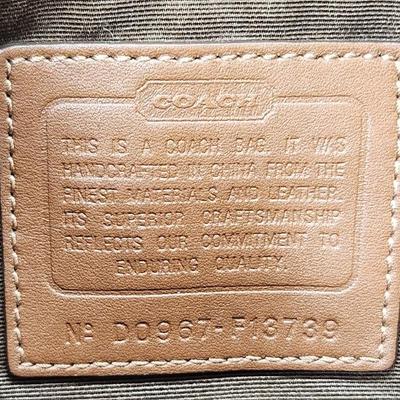 COACH
THIS IS A COACH BAG. IT WAS
HANDCRAFTED IN CHINA FROM THE
FINEST MATERIALS AND LEATHER.
ITS SUPERIOR CRAFTSMANSHIP
REFLECTS OUR COMMITMENT TO
ENDURING QUALITY.
Nº D0967-F13739